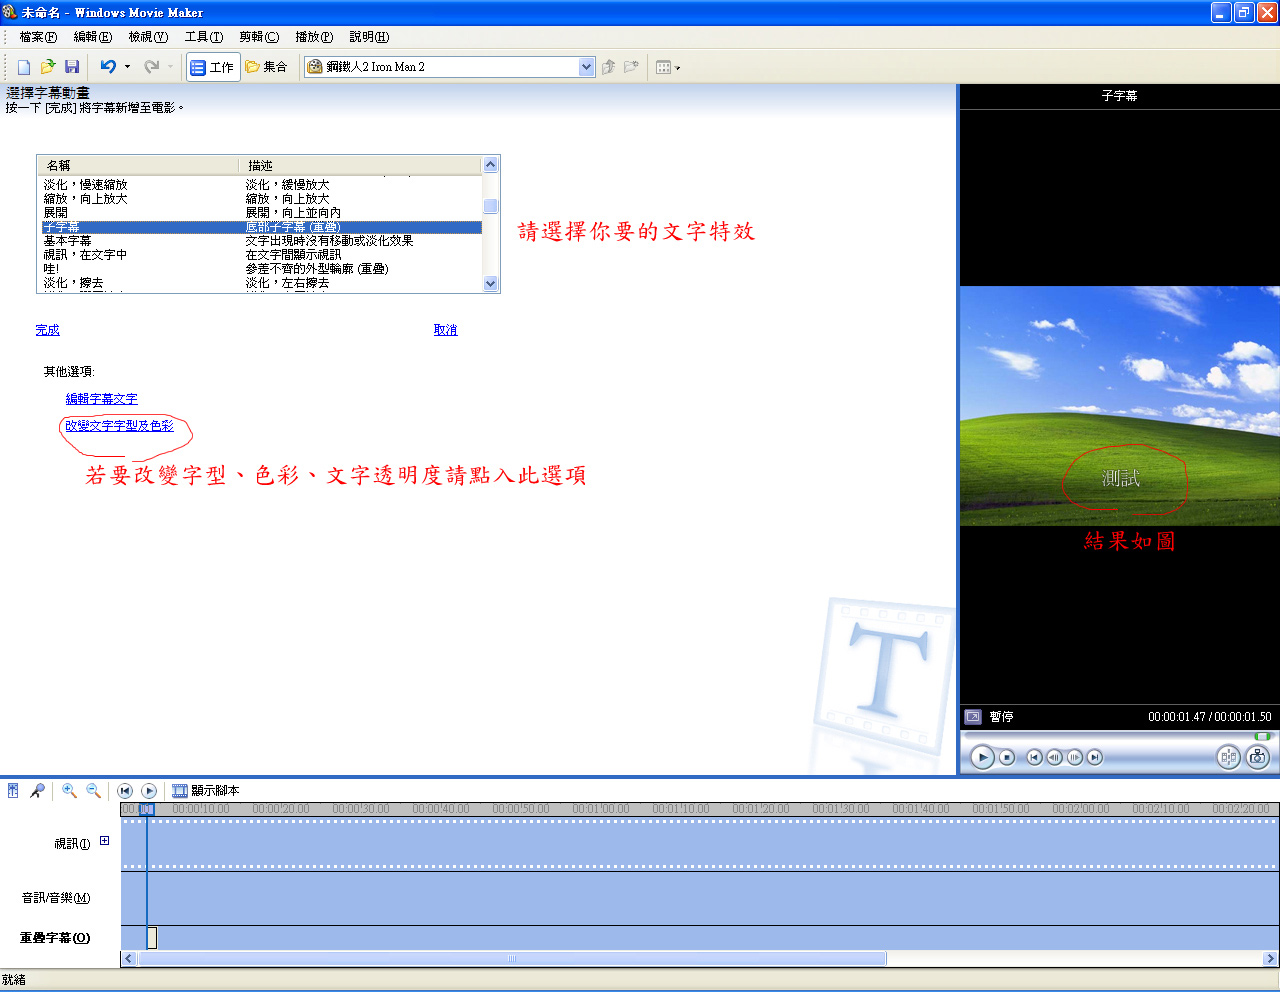 未命名 - Windows Movie Maker
檔案(F) 編輯(E) 檢視(V) 工具(T) 剪輯(C) 播放(P) 說明(H)
工作 集合 鋼鐵人2 Iron Man 2
選擇字幕動畫
按一下 [完成] 將字幕新增至電影。
名稱 描述
淡化，慢速縮放 淡化，緩慢放大
縮放，向上放大 縮放，向上放大
展開 展開，向上並向內
子字幕 底部子字幕 (重疊)
基本字幕 文字出現時沒有移動或淡化效果
視訊，在文字中 在文字間顯示視訊
哇! 參差不齊的外型輪廓 (重疊)
淡化，擦去 淡化，左右擦去
請選擇你要的文字特效
完成 取消
其他選項:
編輯字幕文字
改變文字字型及色彩
若要改變字型、色彩、文字透明度請點入此選項
T
子字幕
測試
結果如圖
暫停 00:00:01.47 / 00:00:01.50
顯示腳本
00:00:10.00 00:00:20.00 00:00:30.00 00:00:40.00 00:00:50.00 00:01:00.00 00:01:10.00 00:01:20.00 00:01:30.00 00:01:40.00 00:01:50.00 00:02:00.00 00:02:10.00 00:02:20.00
視訊(I)
音訊/音樂(M)
重疊字幕(O)
就緒